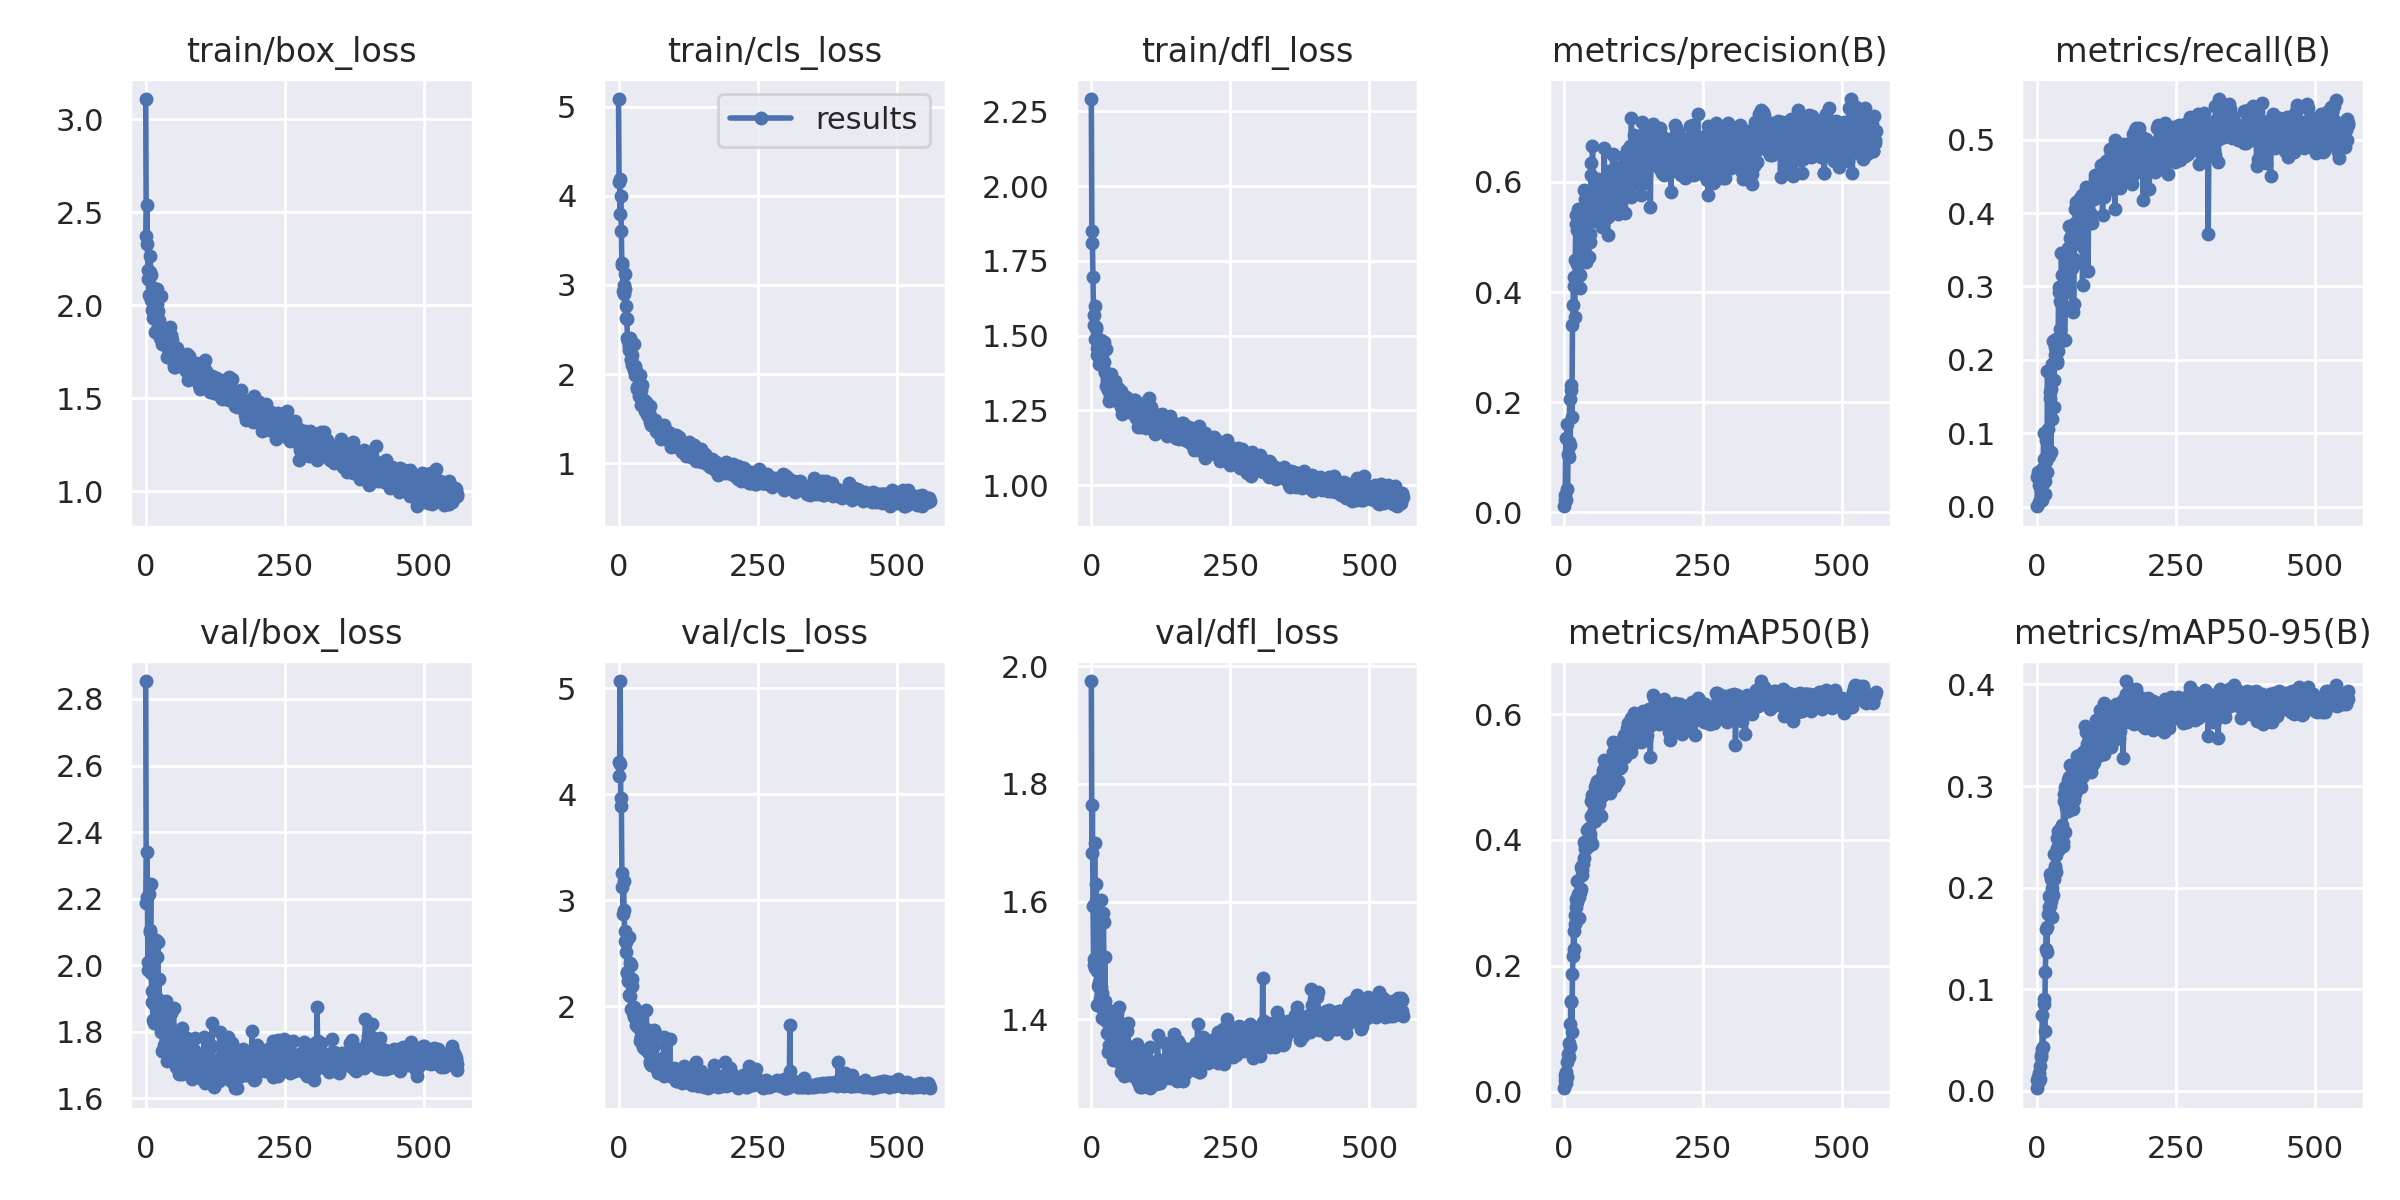 train/box_loss
3.0
2.5
2.0
1.5
1.0
0 250 500
train/cls_loss
results
5
4
3
2
1
0 250 500
train/dfl_loss
2.25
2.00
1.75
1.50
1.25
1.00
0 250 500
metrics/precision(B)
0.6
0.4
0.2
0.0
0 250 500
metrics/recall(B)
0.5
0.4
0.3
0.2
0.1
0.0
0 250 500
val/box_loss
2.8
2.6
2.4
2.2
2.0
1.8
1.6
0 250 500
val/cls_loss
5
4
3
2
0 250 500
val/dfl_loss
2.0
1.8
1.6
1.4
0 250 500
metrics/mAP50(B)
0.6
0.4
0.2
0.0
0 250 500
metrics/mAP50-95(B)
0.4
0.3
0.2
0.1
0.0
0 250 500